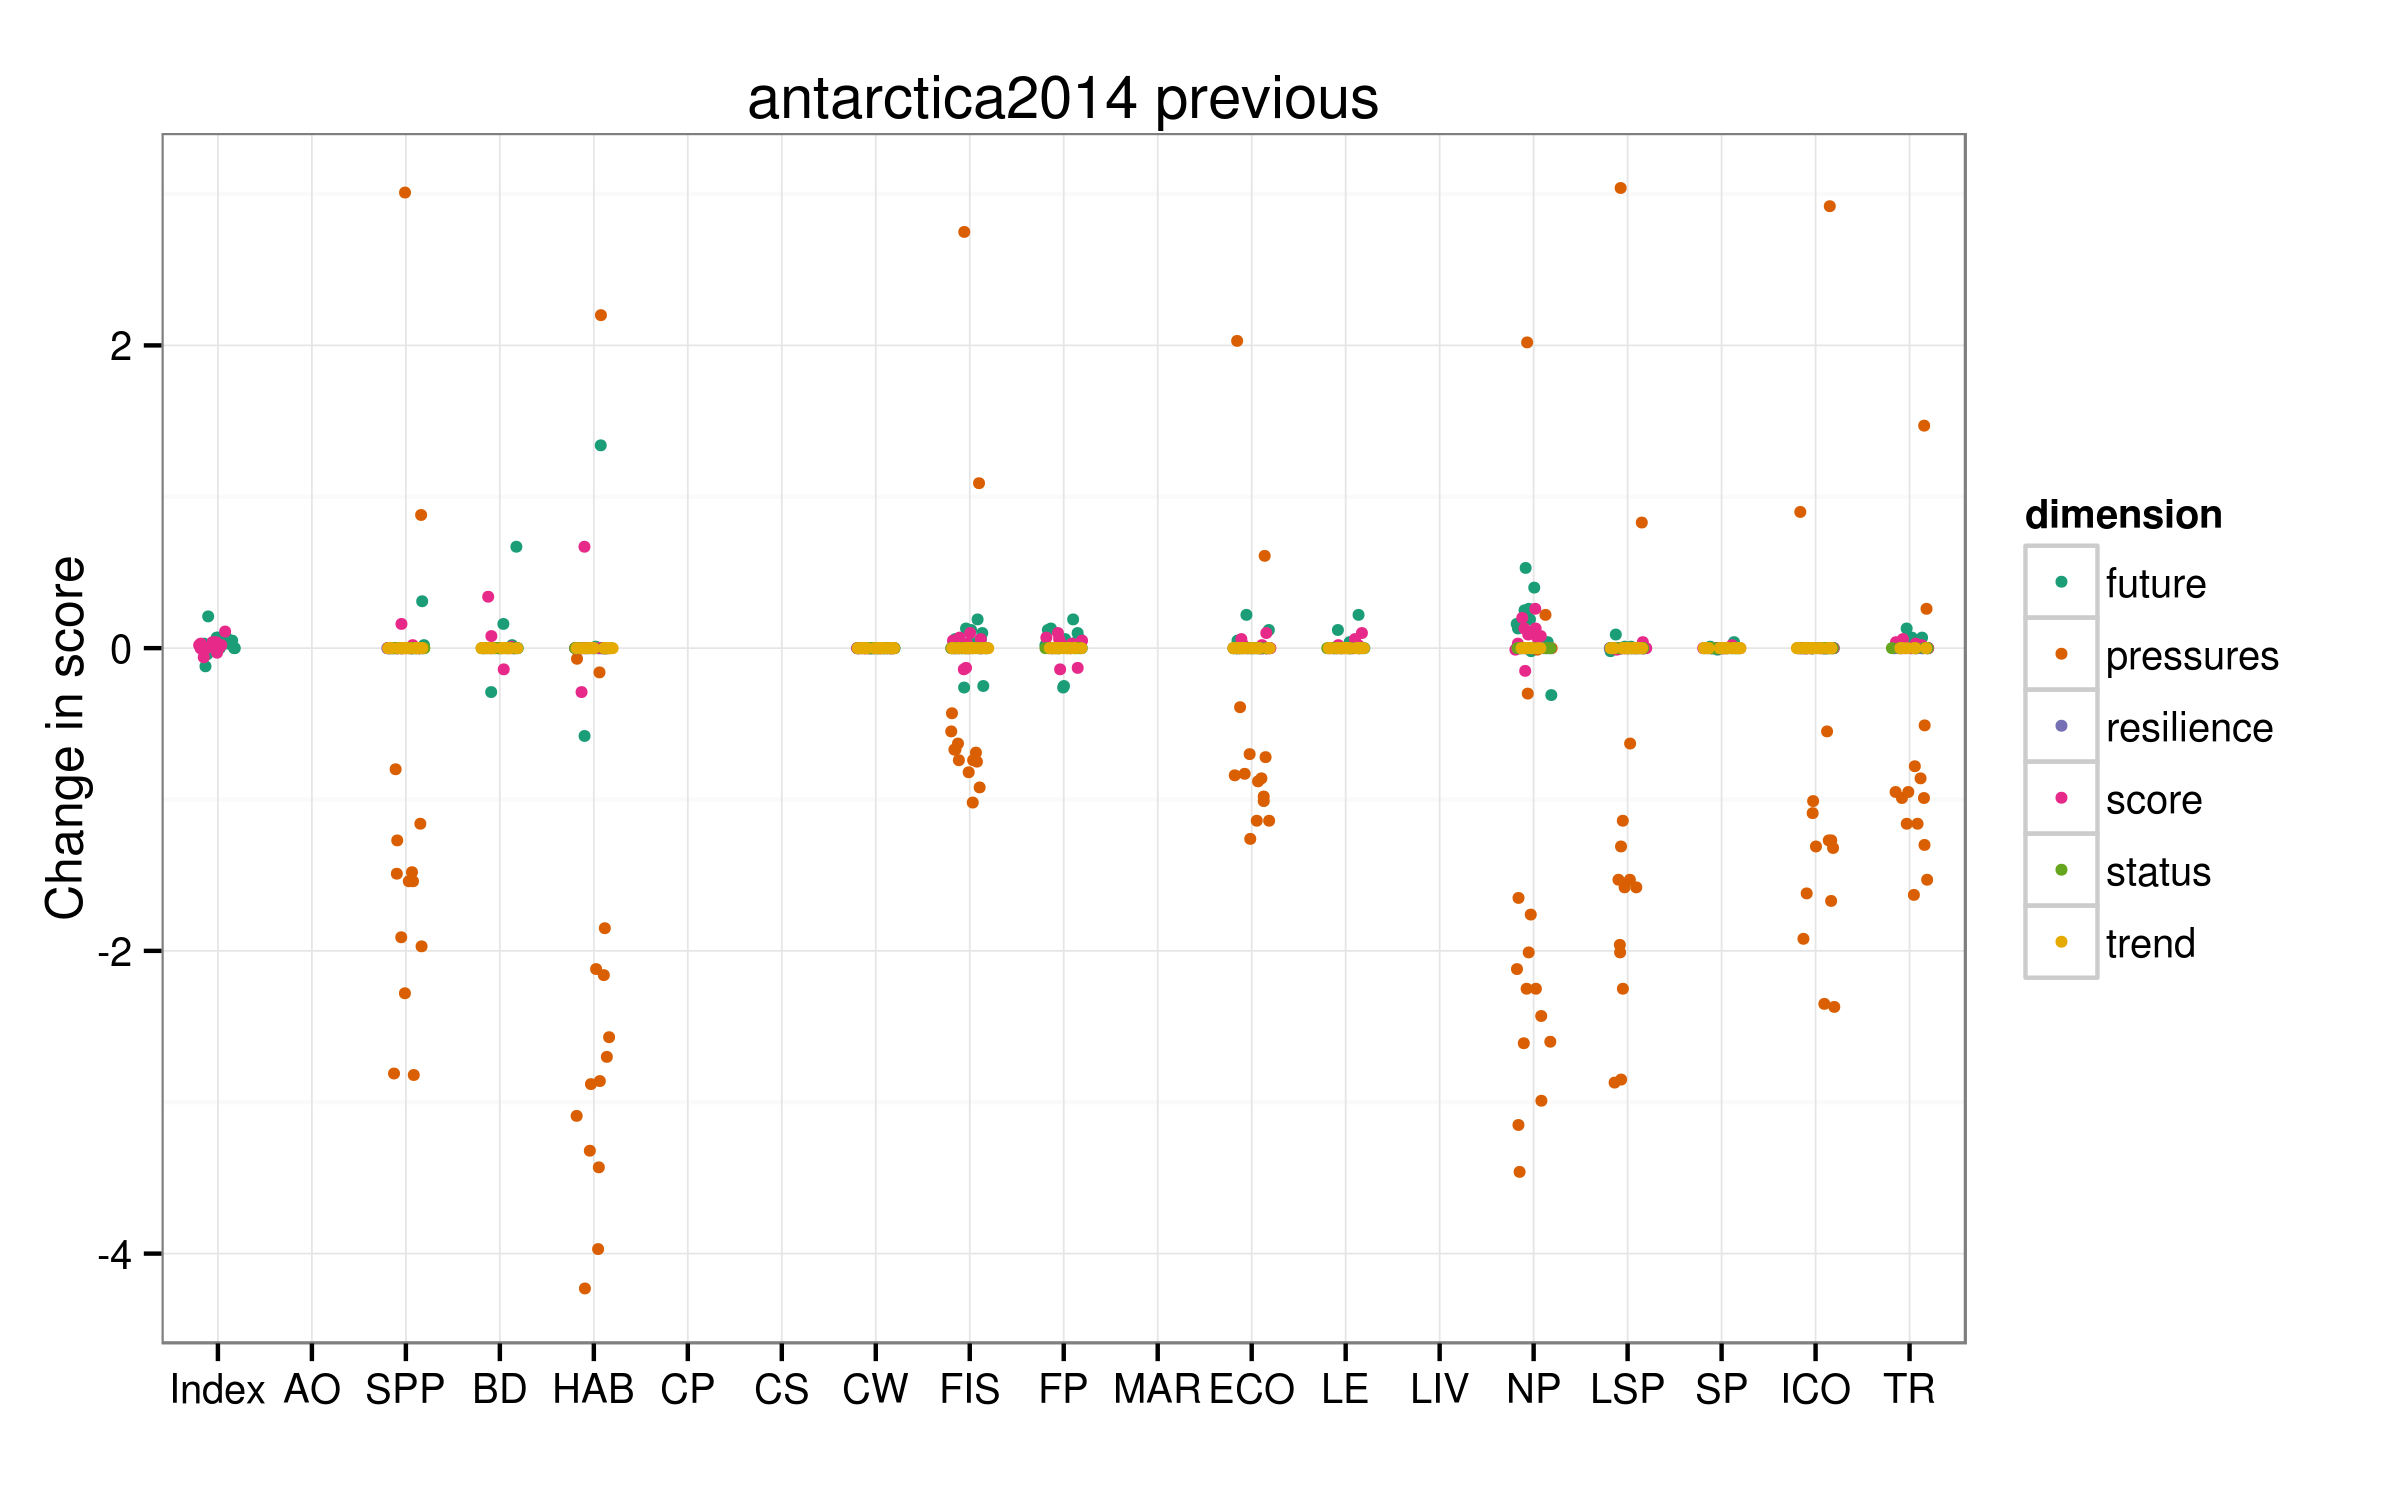 antarctica2014 previous
Change in score
2
0
-2
-4
Index AO SPP BD HAB CP CS CW FIS FP MAR ECO LE LIV NP LSP SP ICO TR
dimension
future
pressures
resilience
score
status
trend